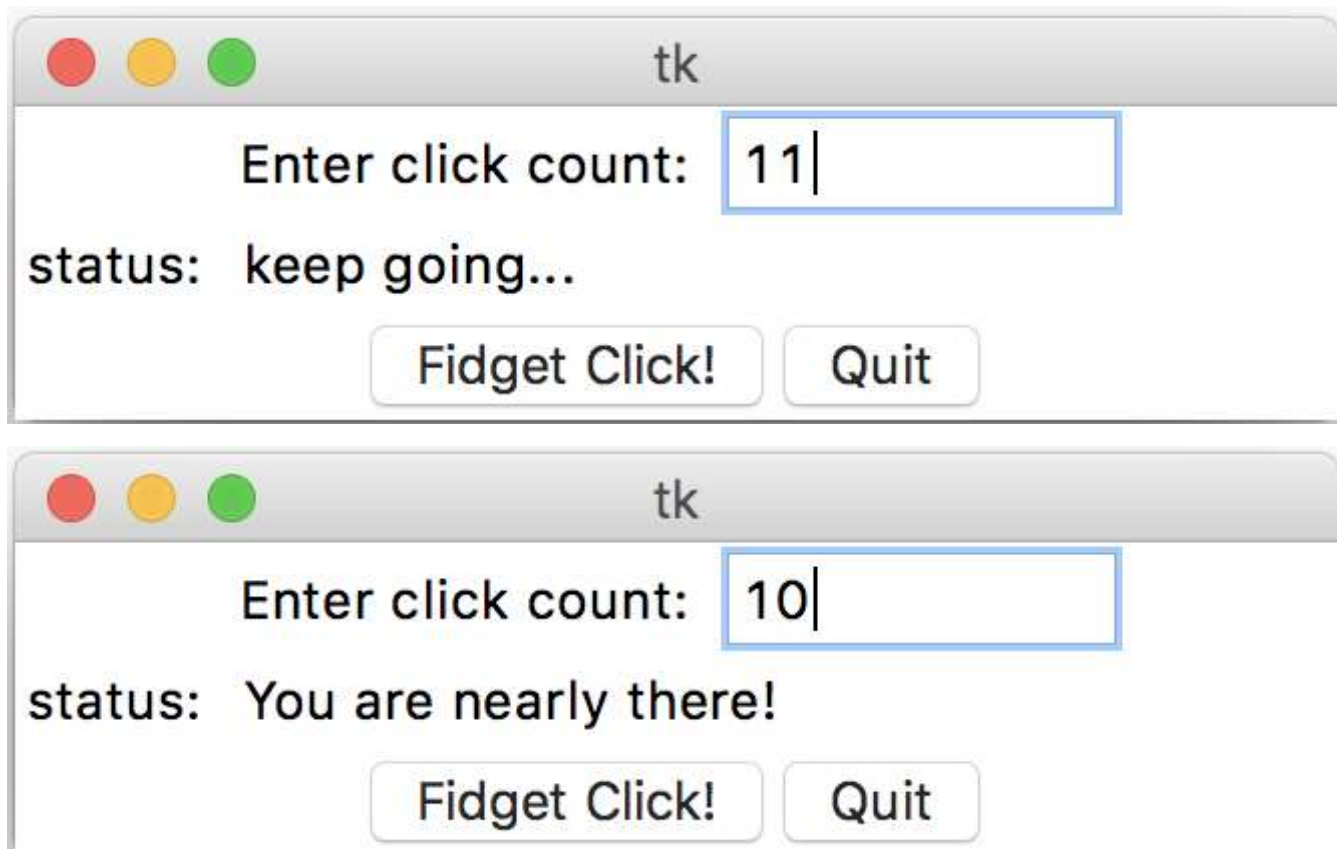 tk
Enter click count: 11
status: keep going...
Fidget Click! Quit
tk
Enter click count: 10
status: You are nearly there!
Fidget Click! Quit